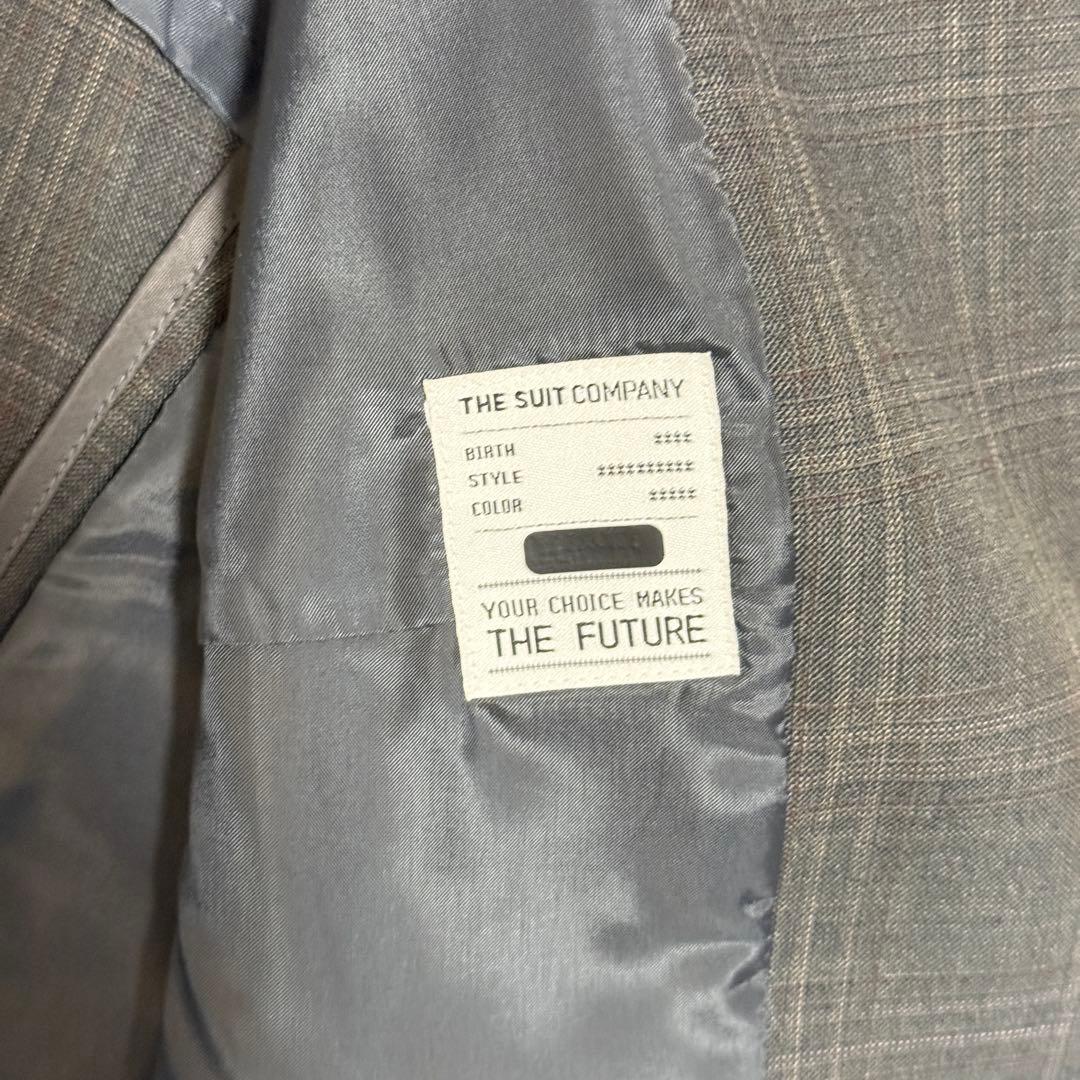 THE SUIT COMPANY
BIRTH ****
STYLE **********
COLOR *****
YOUR CHOICE MAKES
THE FUTURE